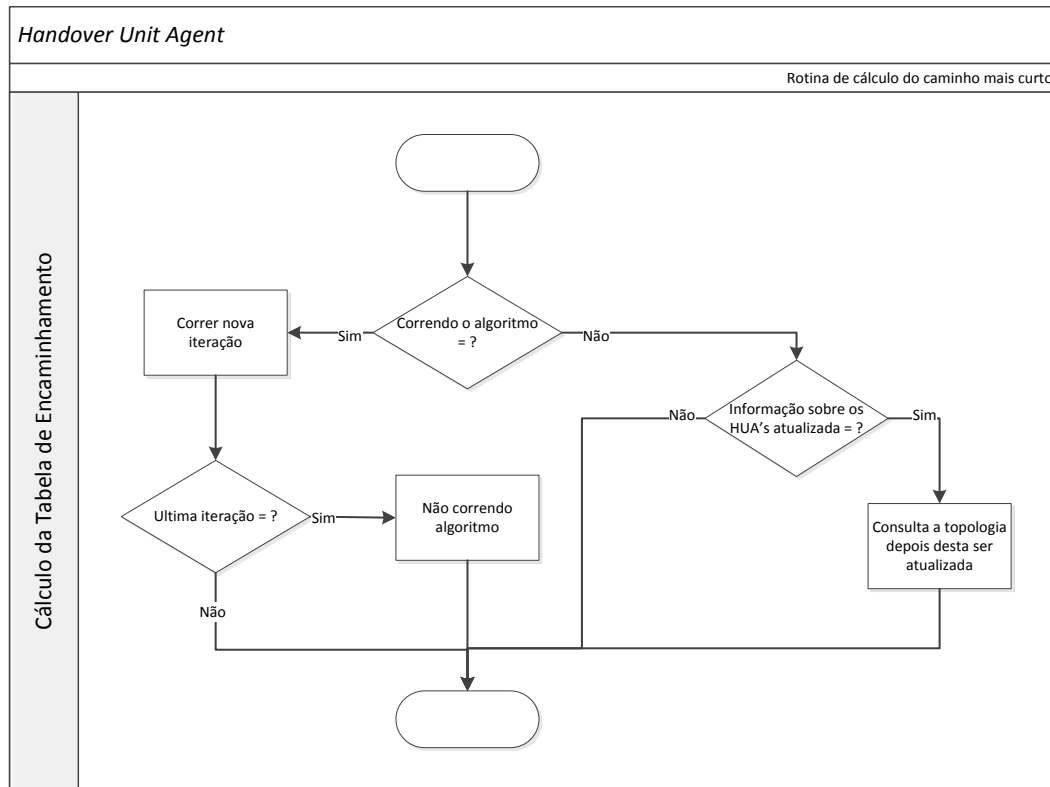 Handover Unit Agent
Rotina de cálculo do caminho mais curto
Cálculo da Tabela de Encaminhamento
Correr nova
iteração
Sim
Correndo o algoritmo
= ?
Não
Não
Informação sobre os
HUA's atualizada = ?
Sim
Ultima iteração = ?
Sim
Não correndo
algoritmo
Consulta a topologia
depois desta ser
atualizada
Não